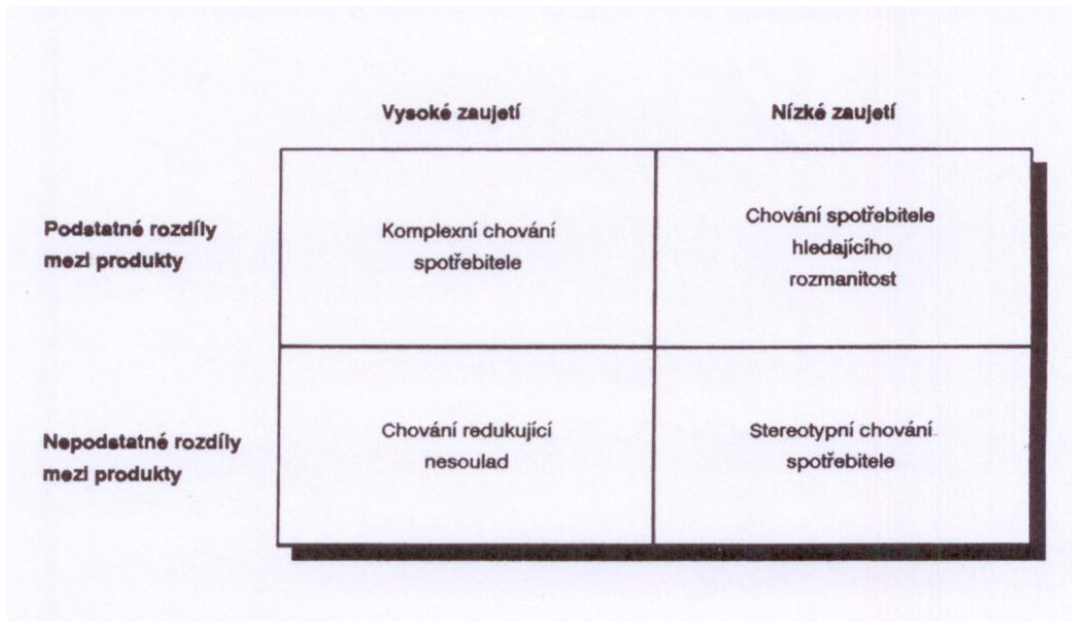 Vysoké zaujetí
Nízké zaujetí
Podstatné rozdíly
mezi produkty
Komplexní chování
spotřebitele
Chování spotřebitele
hledajícího
rozmanitost
Nepodstatné rozdíly
mezi produkty
Chování redukující
nesoulad
Stereotypní chování
spotřebitele